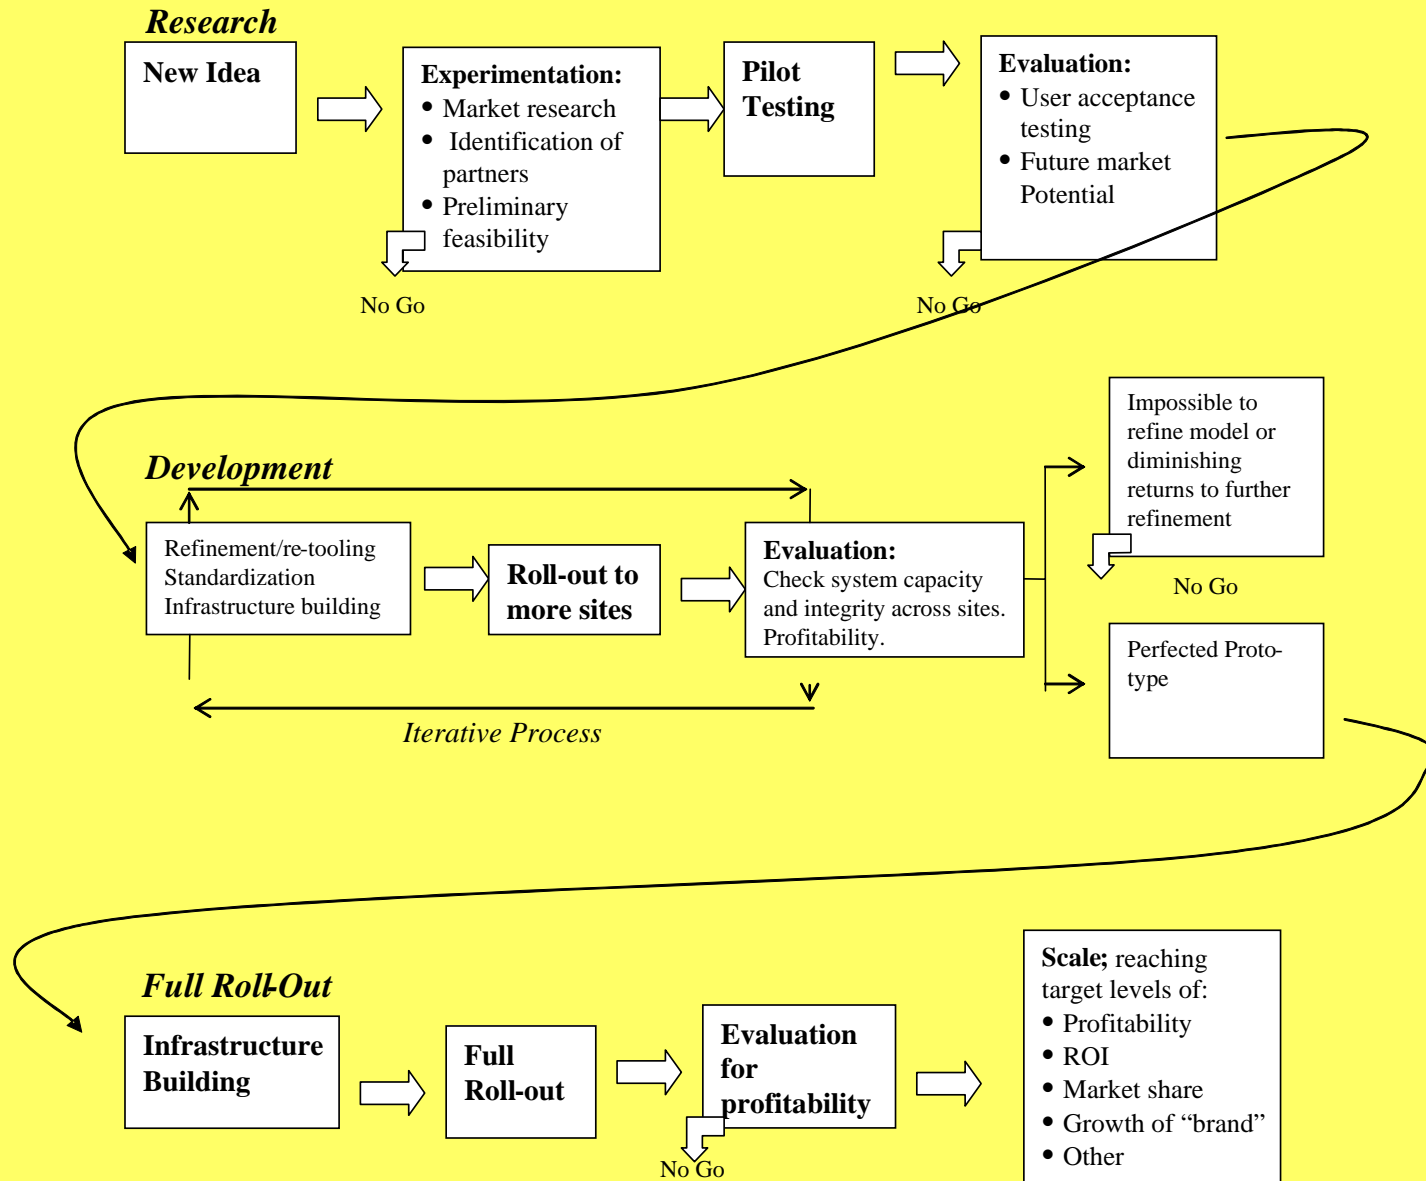 Research
New Idea
Experimentation:
• Market research
• Identification of
partners
• Preliminary
feasibility
No Go
Pilot
Testing
Evaluation:
• User acceptance
testing
• Future market
Potential
No Go
Development
Refinement/re-tooling
Standardization
Infrastructure building
Roll-out to
more sites
Evaluation:
Check system capacity
and integrity across sites.
Profitability.
Impossible to
refine model or
diminishing
returns to further
refinement
No Go
Perfected Proto-
type
Iterative Process
Full Roll-Out
Infrastructure
Building
Full
Roll-out
Evaluation
for
profitability
No Go
Scale; reaching
target levels of:
• Profitability
• ROI
• Market share
• Growth of “brand”
• Other